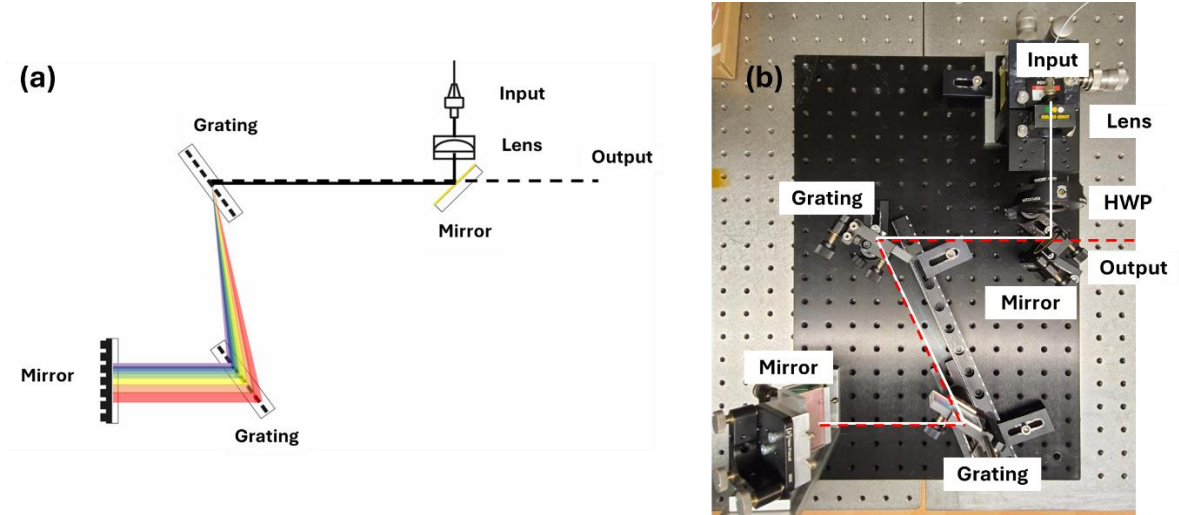 (a)
Input
Grating
Lens
Output
Mirror
Mirror
Grating
(b)
Input
Lens
Grating
HWP
Output
Mirror
Mirror
Grating